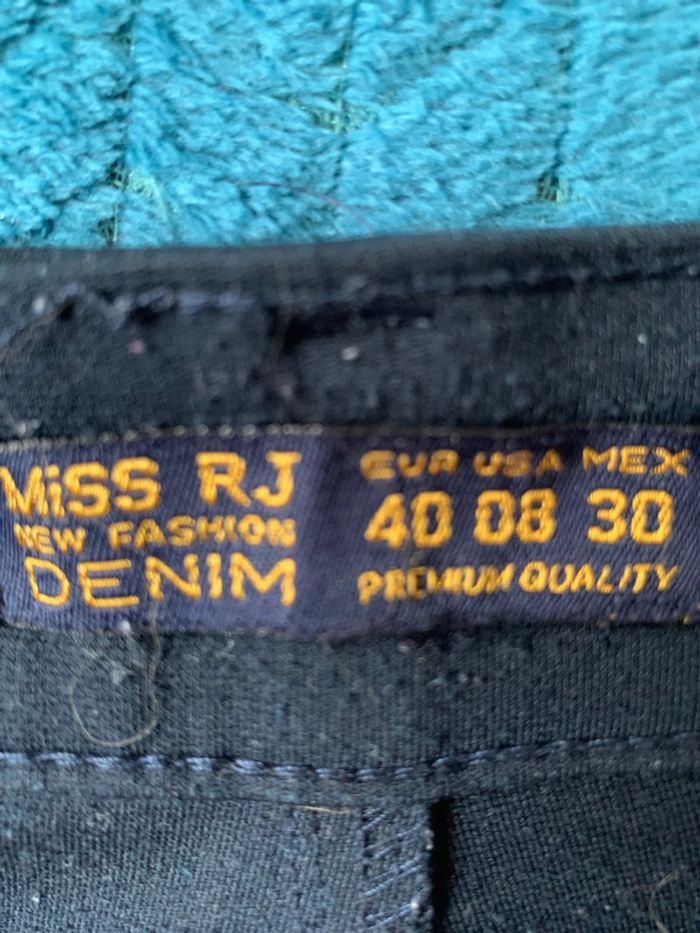 MiSS RJ
NEW FASHION
DENIM
EUR USA MEX
40 08 30
PREMIUM QUALITY